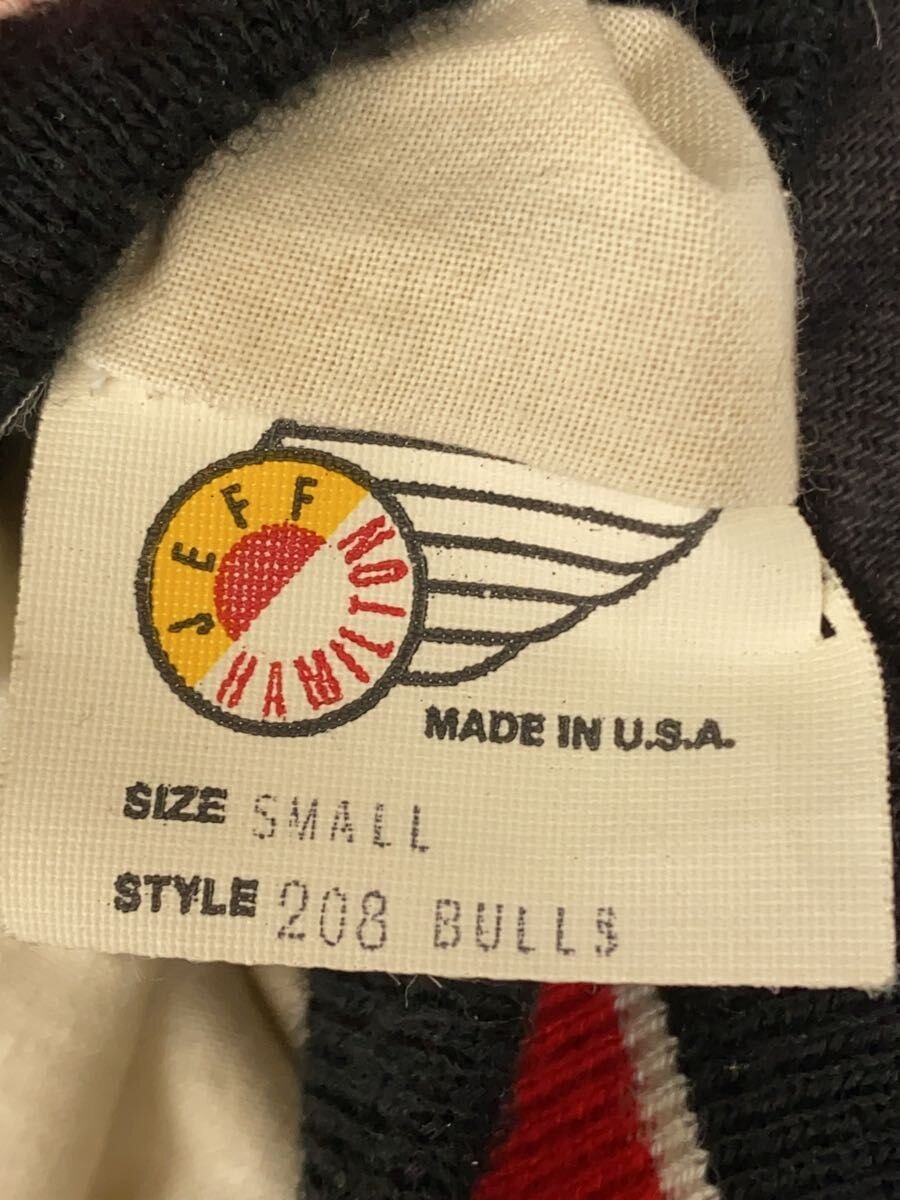 JEFF
HAMILTON
MADE IN U.S.A.
SIZE SMALL
STYLE 208 BULLS